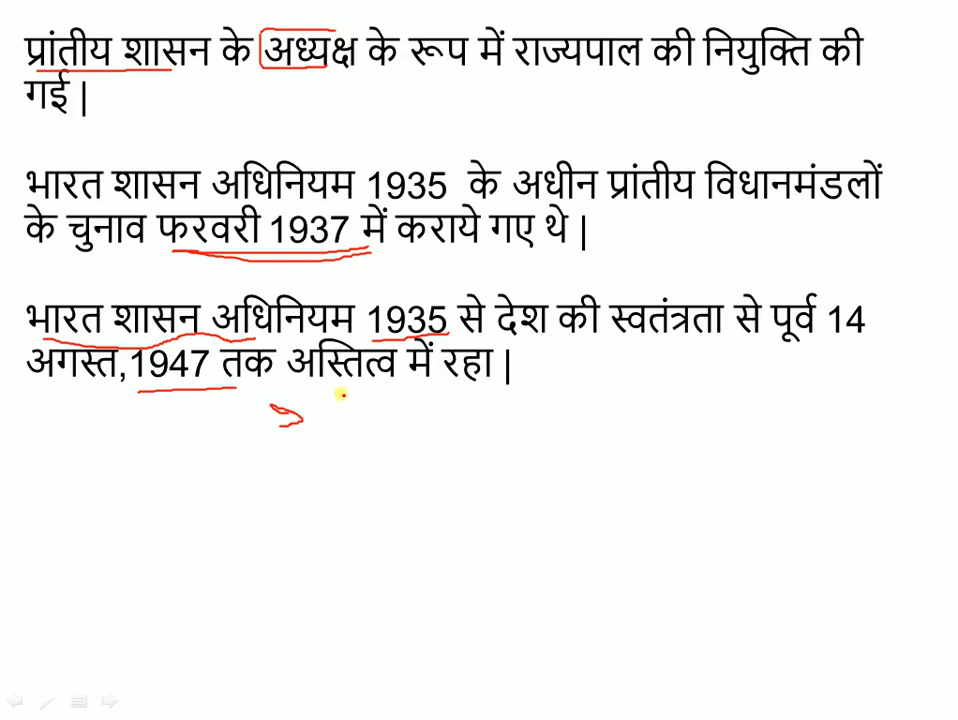 प्रांतीय शासन के अध्यक्ष के रूप में राज्यपाल की नियुक्ति की
गई |
भारत शासन अधिनियम 1935 के अधीन प्रांतीय विधानमंडलों
के चुनाव फरवरी 1937 में कराये गए थे |
भारत शासन अधिनियम 1935 से देश की स्वतंत्रता से पूर्व 14
अगस्त,1947 तक अस्तित्व में रहा |